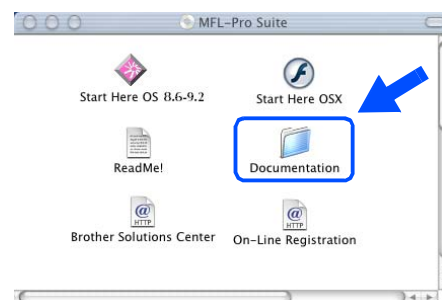 MFL-Pro Suite
Start Here OS 8.6-9.2
Start Here OSX
ReadMe!
Documentation
@
HTTP
@
HTTP
Brother Solutions Center
On-Line Registration